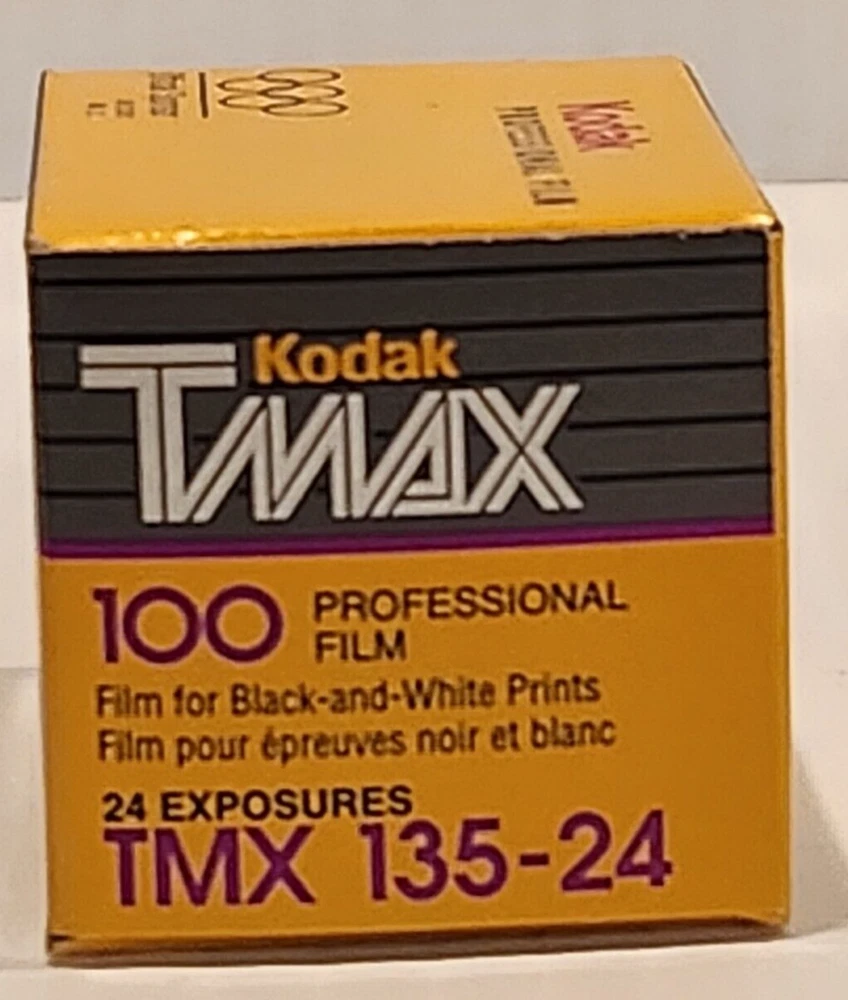 Kodak
PROFESSIONAL FILM
Kodak
TMAX
100 PROFESSIONAL
FILM
Film for Black-and-White Prints
Film pour épreuves noir et blanc
24 EXPOSURES
TMX 135-24